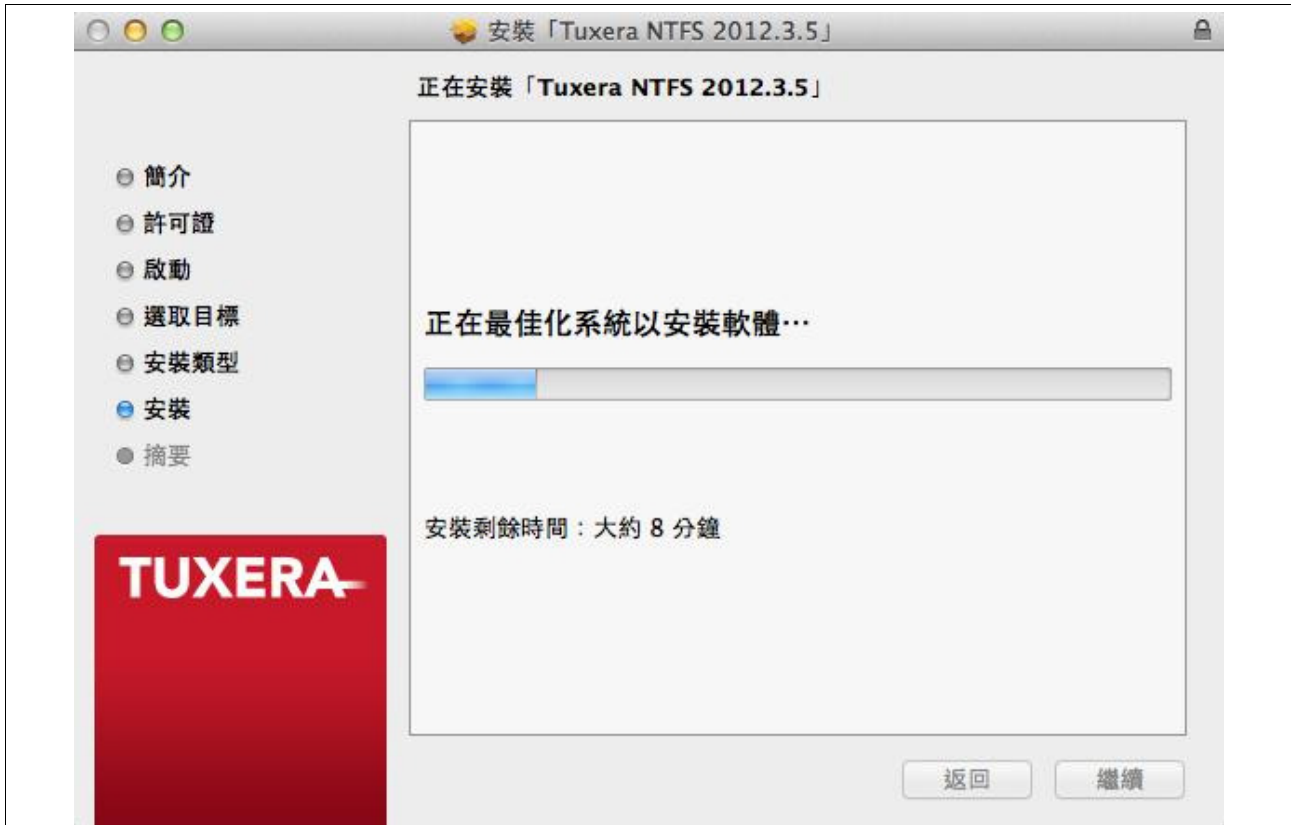 安裝「Tuxera NTFS 2012.3.5」
正在安裝「Tuxera NTFS 2012.3.5」
簡介
許可證
啟動
選取目標
安裝類型
安裝
摘要
正在最佳化系統以安裝軟體…
安裝剩餘時間：大約 8 分鐘
TUXERA
返回
繼續